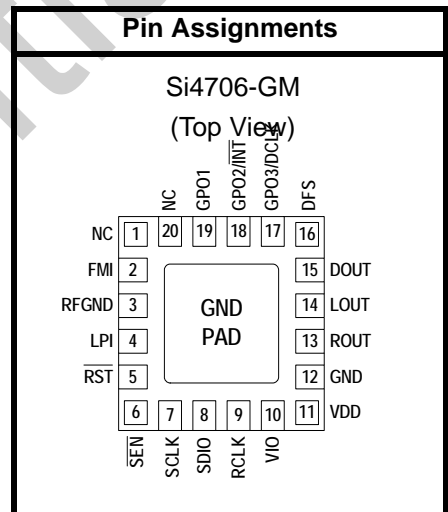 Pin Assignments
Si4706-GM
(Top View)
NC
GPO1
GPO2/INT
GPO3/DCLK
DFS
NC 1 20 19 18 17 16
FMI 2 15 DOUT
RFGND 3 14 LOUT
GND
PAD
LPI 4 13 ROUT
RST 5 12 GND
6 7 8 9 10 11 VDD
SEN
SCLK
SDIO
RCLK
VIO